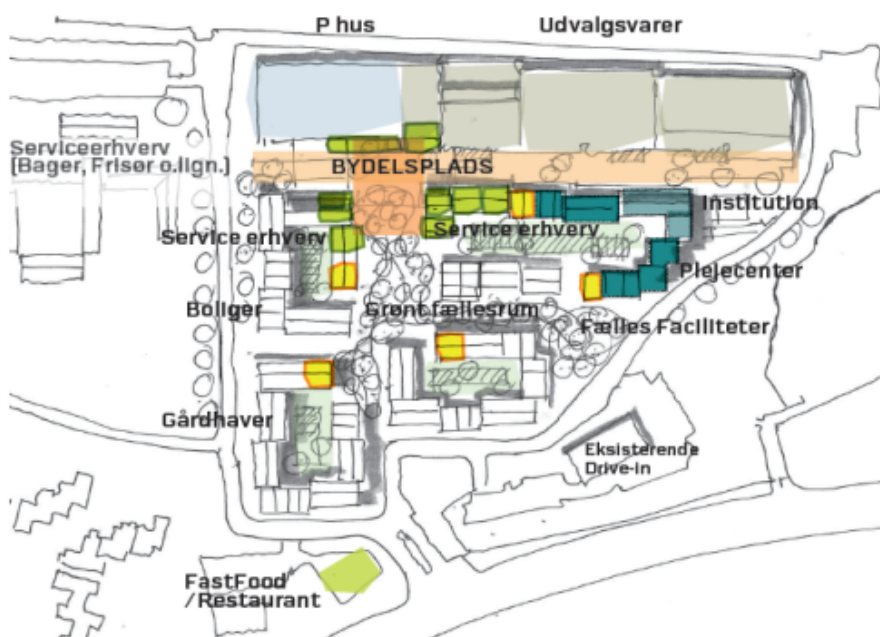 P hus
Udvalgsvarer
Serviceerhverv
(Bager, Frisør o.lign.)
BYDELSPLADS
Institution
Service erhverv
Service erhverv
Plejecenter
Boliger
Grønt fællesrum
Fælles Faciliteter
Gårdhaver
Eksisterende
Drive-in
FastFood
/Restaurant